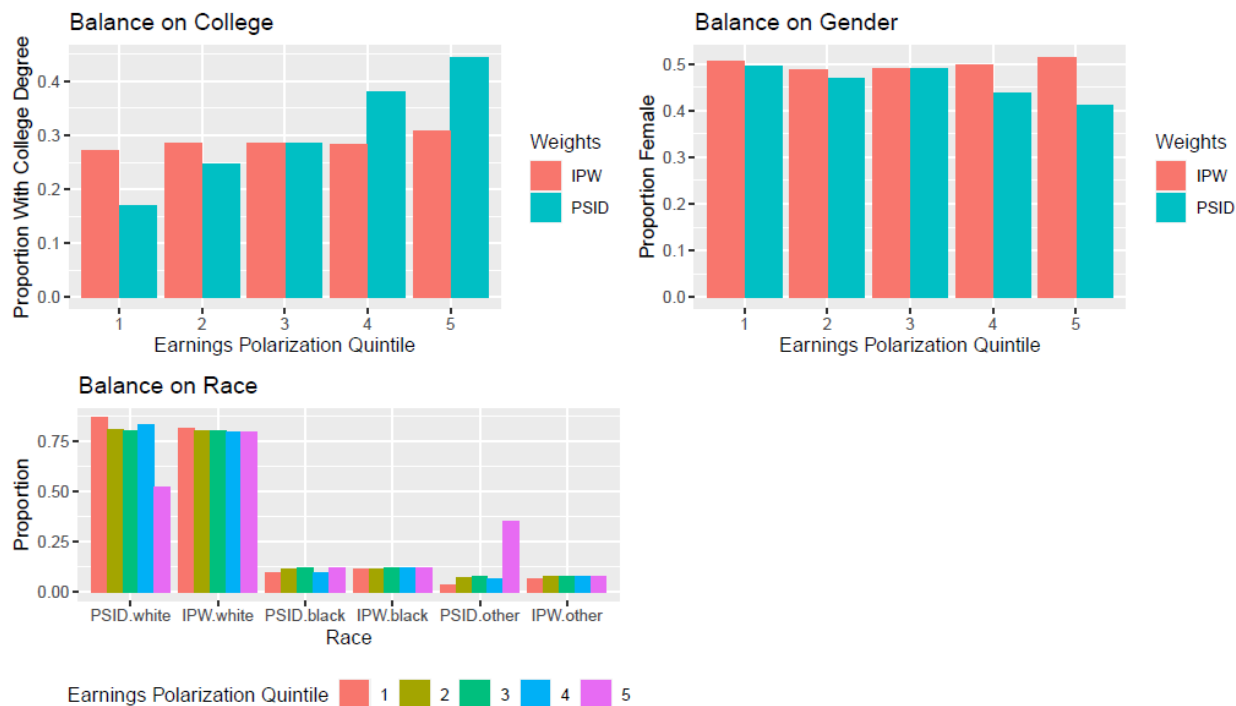 Balance on College
Proportion With College Degree
0.4
0.3
0.2
0.1
0.0
1 2 3 4 5
Earnings Polarization Quintile
Weights
IPW
PSID
Balance on Gender
Proportion Female
0.5
0.4
0.3
0.2
0.1
0.0
1 2 3 4 5
Earnings Polarization Quintile
Weights
IPW
PSID
Balance on Race
Proportion
0.75
0.50
0.25
0.00
PSID.white IPW.white PSID.black IPW.black PSID.other IPW.other
Race
Earnings Polarization Quintile 1 2 3 4 5